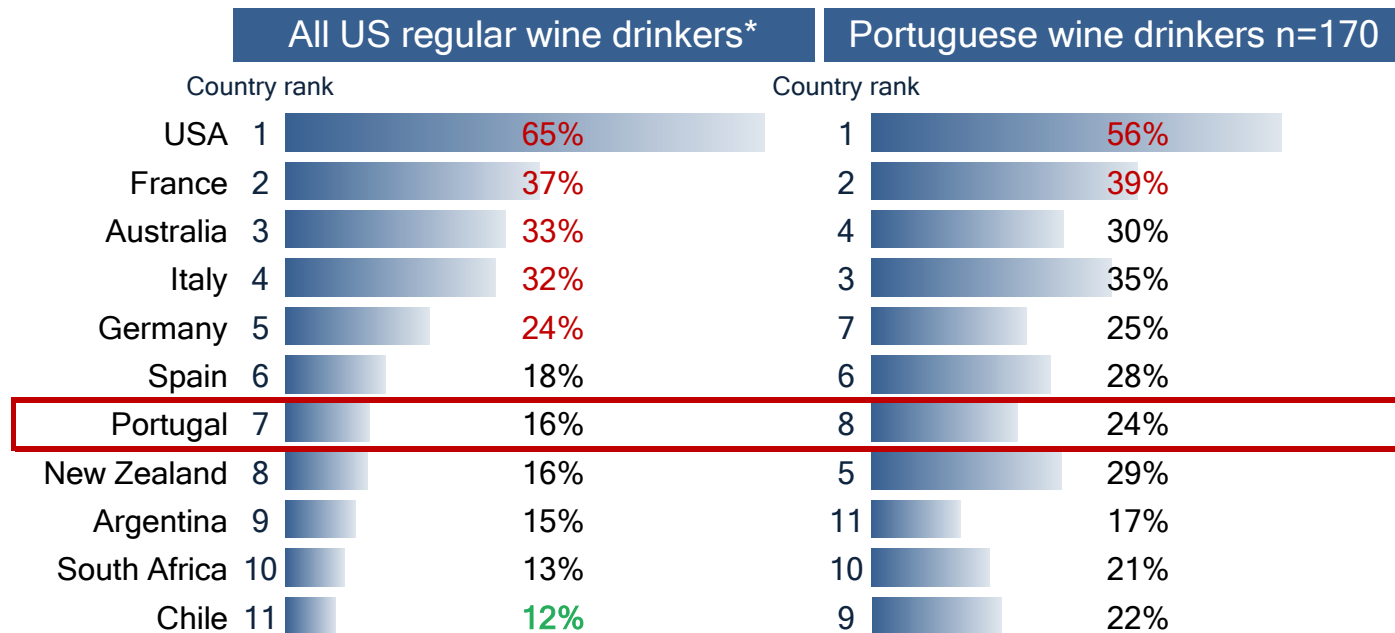 All US regular wine drinkers* Portuguese wine drinkers n=170
Country rank Country rank
USA 1 65% 1 56%
France 2 37% 2 39%
Australia 3 33% 4 30%
Italy 4 32% 3 35%
Germany 5 24% 7 25%
Spain 6 18% 6 28%
Portugal 7 16% 8 24%
New Zealand 8 16% 5 29%
Argentina 9 15% 11 17%
South Africa 10 13% 10 21%
Chile 11 12% 9 22%